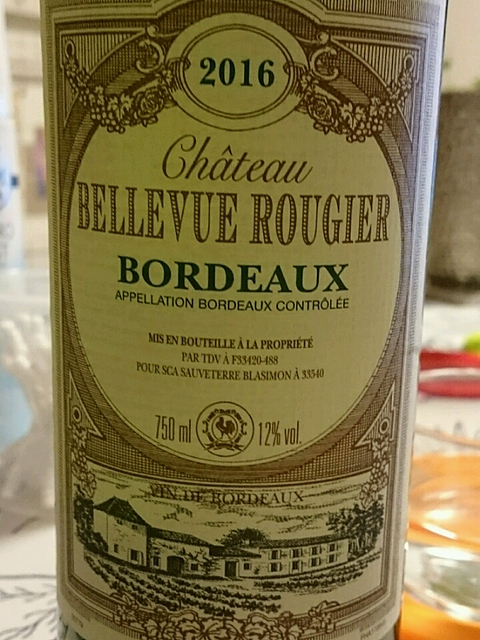 2016
Château
BELLEVUE ROUGIER
BORDEAUX
APPELLATION BORDEAUX CONTRÔLÉE
MIS EN BOUTEILLE À LA PROPRIÉTÉ
PAR TDV À F33420-488
POUR SCA SAUVETERRE BLASIMON À 33540
750 ml 12% vol.
VIN DE BORDEAUX